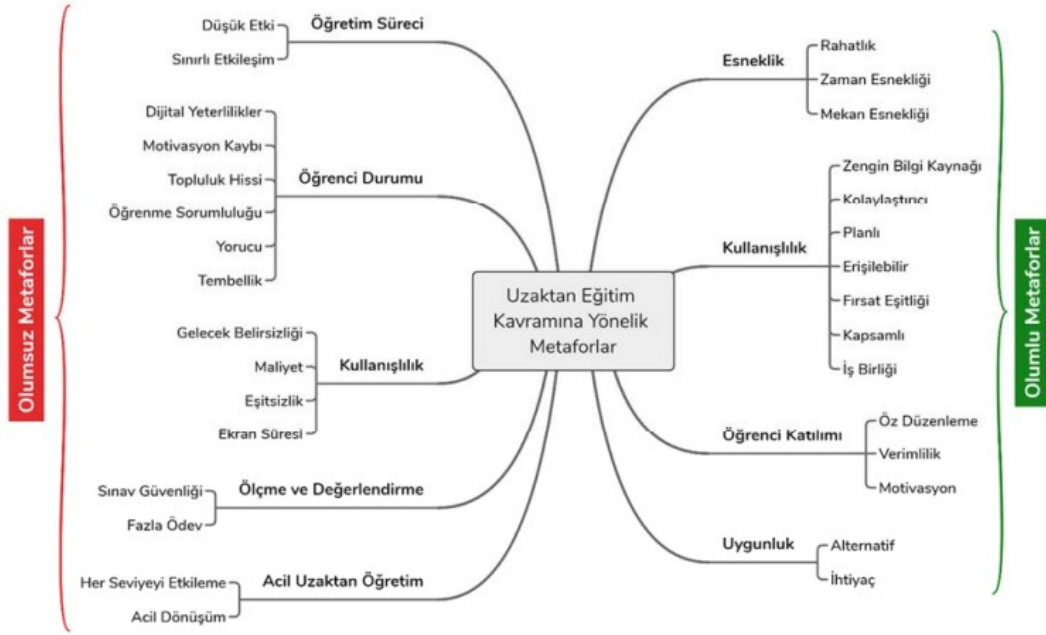 Olumsuz Metaforlar
Öğretim Süreci
Düşük Etki
Sınırlı Etkileşim
Öğrenci Durumu
Dijital Yeterlilikler
Motivasyon Kaybı
Topluluk Hissi
Öğrenme Sorumluluğu
Yorucu
Tembellik
Kullanışlılık
Gelecek Belirsizliği
Maliyet
Eşitsizlik
Ekran Süresi
Ölçme ve Değerlendirme
Sınav Güvenliği
Fazla Ödev
Acil Uzaktan Öğretim
Her Seviyeyi Etkileme
Acil Dönüşüm
Uzaktan Eğitim
Kavramına Yönelik
Metaforlar
Esneklik
Rahatlık
Zaman Esnekliği
Mekan Esnekliği
Kullanışlılık
Zengin Bilgi Kaynağı
Kolaylaştırıcı
Planlı
Erişilebilir
Fırsat Eşitliği
Kapsamlı
İş Birliği
Öğrenci Katılımı
Öz Düzenleme
Verimlilik
Motivasyon
Uygunluk
Alternatif
İhtiyaç
Olumlu Metaforlar